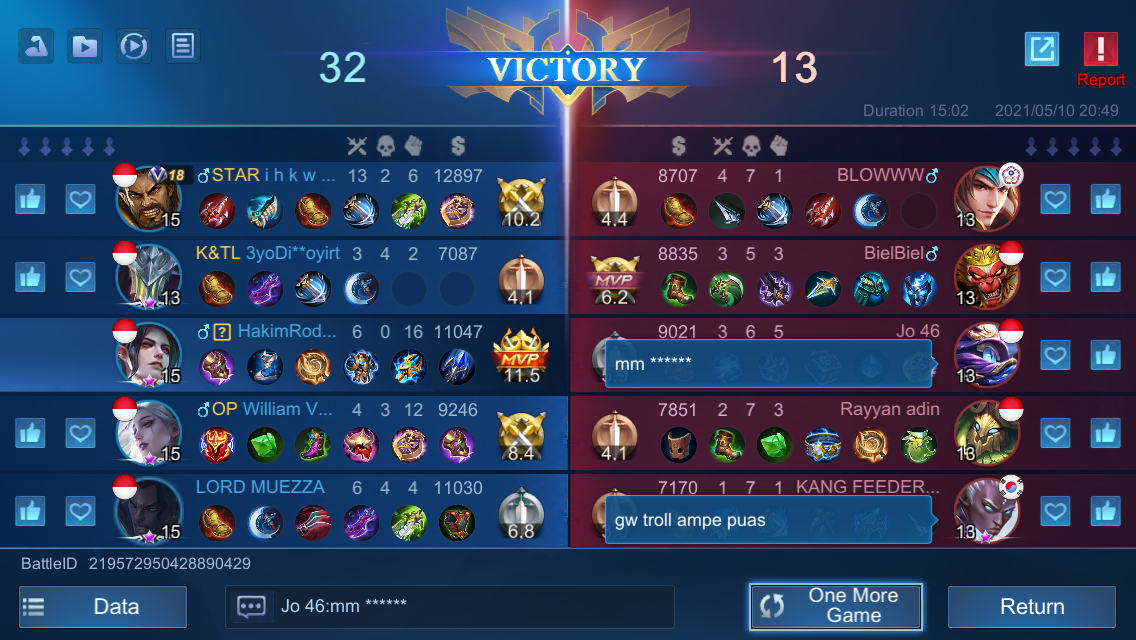 32
VICTORY
13
Report
Duration 15:02 2021/05/10 20:49
18 STAR i h k w ... 13 2 6 12897
15
10.2
8707 4 7 1 BLOWWW
4.4
13
K&TL 3yoDi**oyirt 3 4 2 7087
13
4.1
8835 3 5 3 BielBiel
MVP
6.2
13
? HakimRod... 6 0 16 11047
15
MVP
11.5
9021 3 6 5 Jo 46
mm ******
13
OP William V... 4 3 12 9246
15
8.4
7851 2 7 3 Rayyan adin
4.1
13
LORD MUEZZA 6 4 4 11030
15
6.8
7170 1 7 1 KANG FEEDER...
gw troll ampe puas
13
BattleID 219572950428890429
Data
Jo 46:mm ******
One More
Game
Return